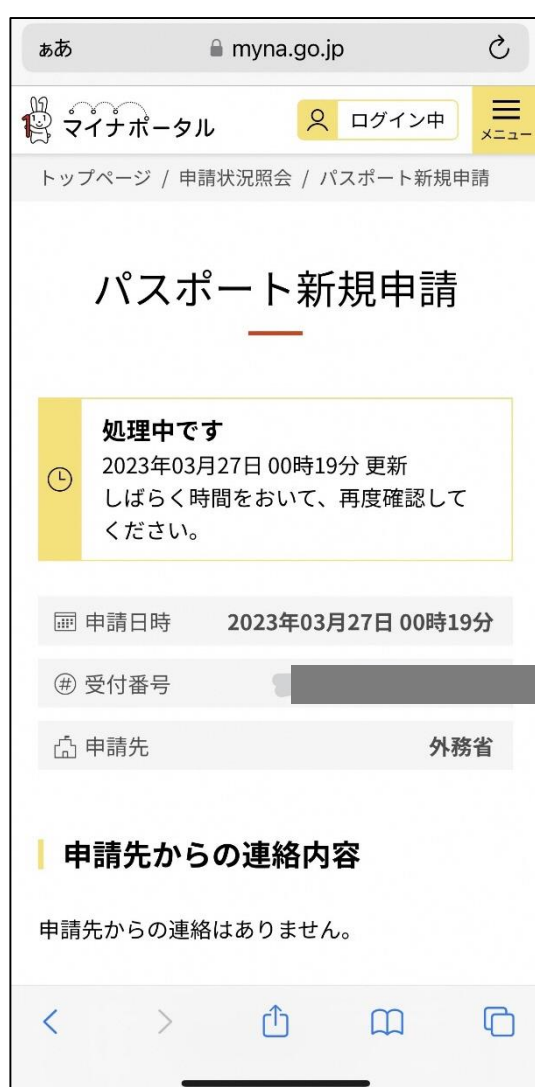 ぁあ
myna.go.jp
マイナポータル
ログイン中
メニュー
トップページ / 申請状況照会 / パスポート新規申請
パスポート新規申請
処理中です
2023年03月27日 00時19分 更新
しばらく時間をおいて、再度確認して
ください。
申請日時 2023年03月27日 00時19分
# 受付番号
申請先 外務省
申請先からの連絡内容
申請先からの連絡はありません。